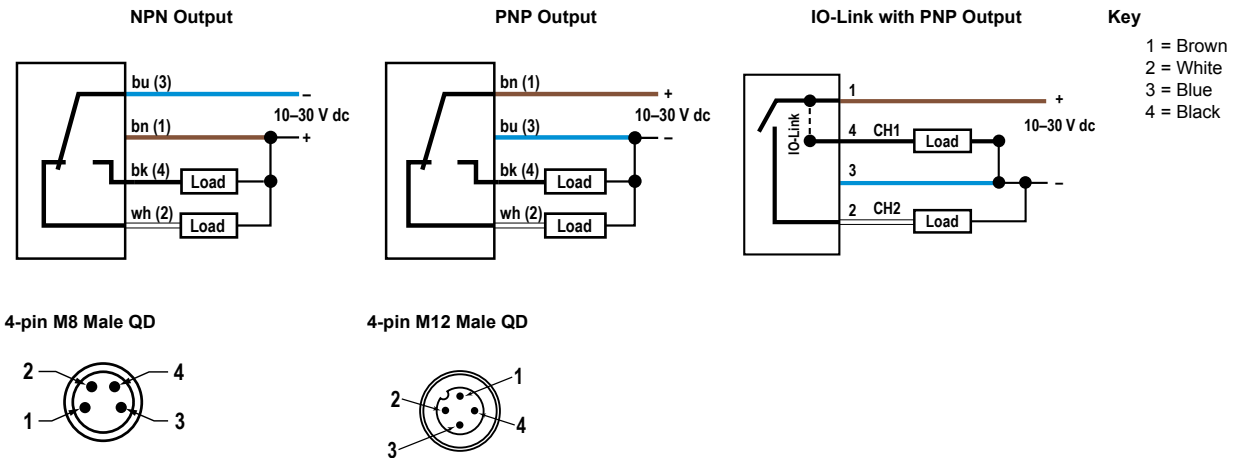 NPN Output
PNP Output
IO-Link with PNP Output
Key
1 = Brown
2 = White
3 = Blue
4 = Black
bu (3)
–
10–30 V dc
bn (1)
+
bk (4)
Load
wh (2)
Load
bn (1)
+
10–30 V dc
bu (3)
–
bk (4)
Load
wh (2)
Load
1
+
10–30 V dc
IO-Link
4 CH1
Load
3
–
2 CH2
Load
4-pin M8 Male QD
4-pin M12 Male QD
2
4
1
3
1
2
4
3